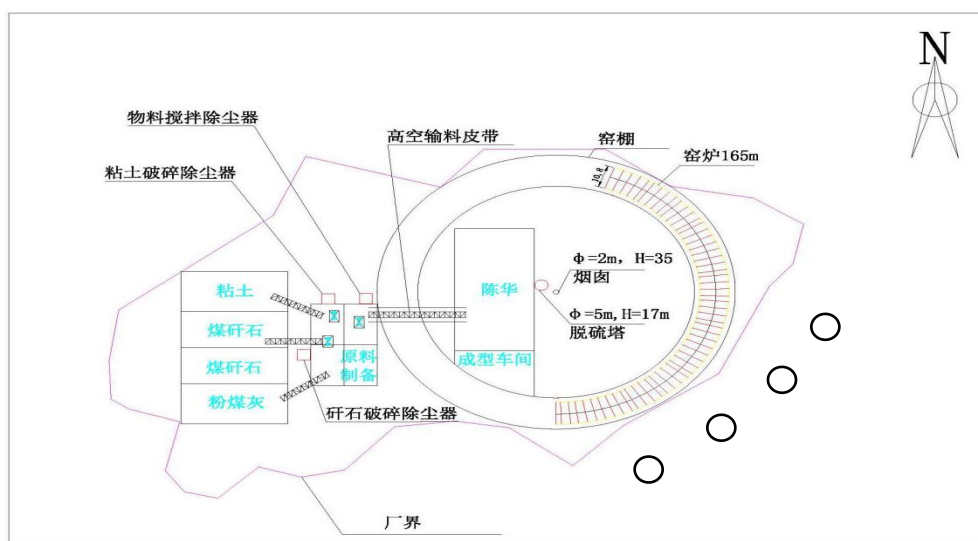 N
物料搅拌除尘器
高空输料皮带
窑棚
窑炉165m
粘土破碎除尘器
10.8
Φ=2m, H=35
烟囱
粘土
陈华
Φ=5m,H=17m
脱硫塔
煤矸石
煤矸石
原料
制备
成型车间
粉煤灰
矸石破碎除尘器
厂界